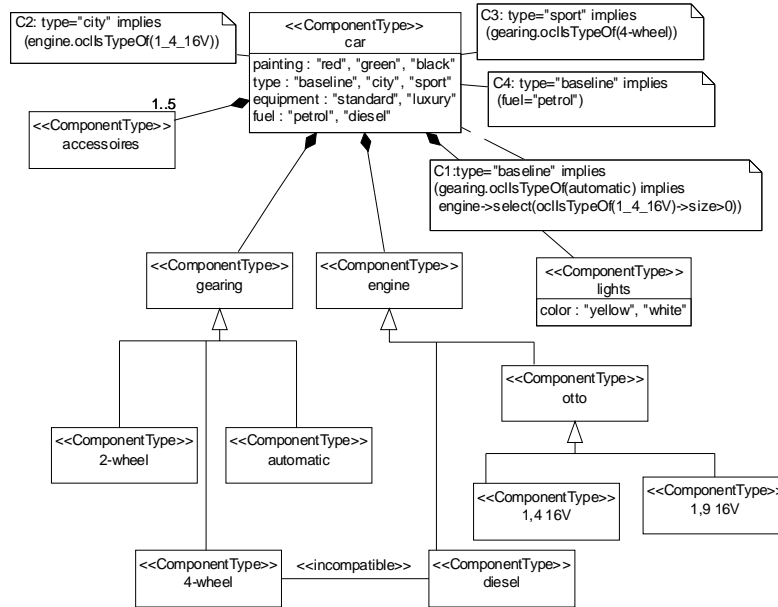 C2: type="city" implies
(engine.ocllsTypeOf(1_4_16V))
<<ComponentType>>
car
painting : "red", "green", "black"
type : "baseline", "city", "sport"
equipment : "standard", "luxury"
fuel : "petrol", "diesel"
C3: type="sport" implies
(gearing.ocllsTypeOf(4-wheel))
C4: type="baseline" implies
(fuel="petrol")
1..5
<<ComponentType>>
accessoires
C1:type="baseline" implies
(gearing.ocllsTypeOf(automatic) implies
engine->select(ocllsTypeOf(1_4_16V)->size>0))
<<ComponentType>>
gearing
<<ComponentType>>
engine
<<ComponentType>>
lights
color : "yellow", "white"
<<ComponentType>>
otto
<<ComponentType>>
2-wheel
<<ComponentType>>
automatic
<<ComponentType>>
1,4 16V
<<ComponentType>>
1,9 16V
<<ComponentType>>
4-wheel
<<incompatible>>
<<ComponentType>>
diesel